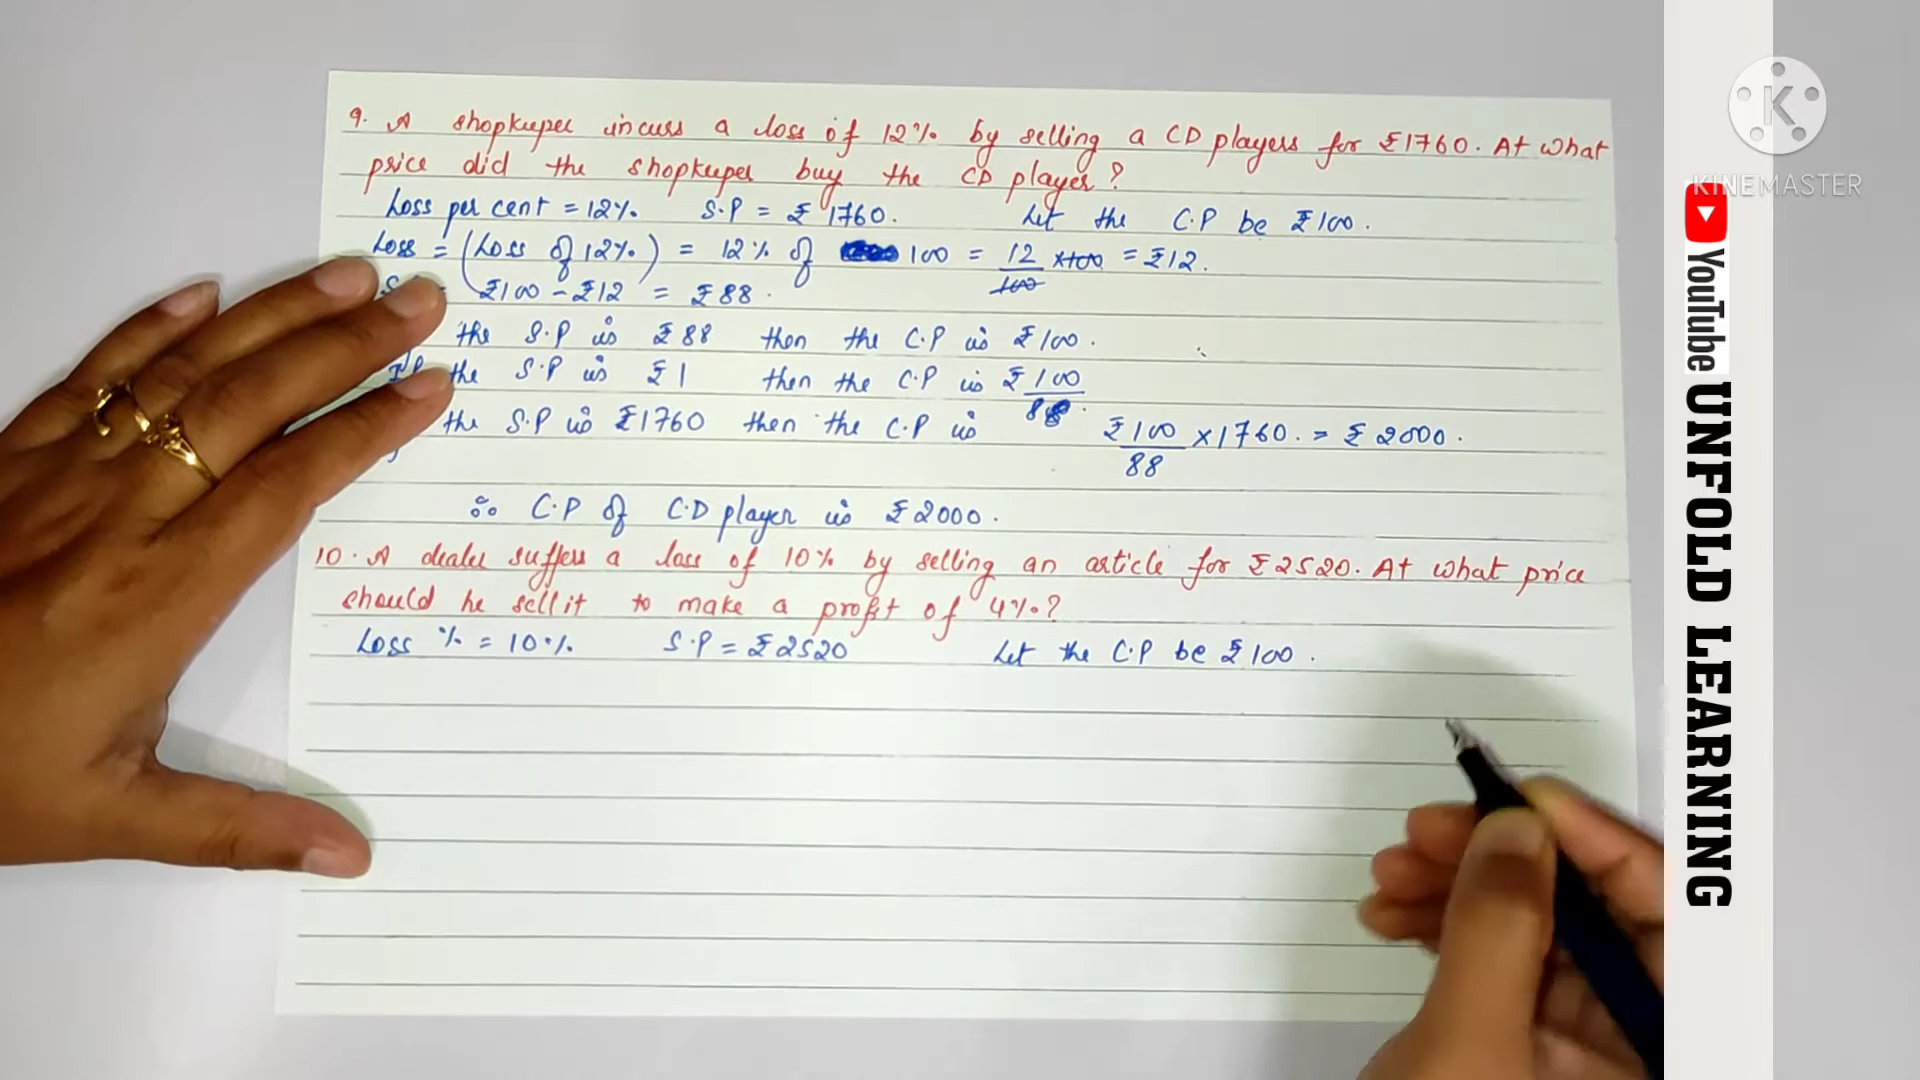 9. A shopkeeper incurs a loss of 12% by selling a CD players for ₹1760. At what
price did the shopkeeper buy the CD player?
Loss per cent = 12% S.P = ₹1760. Let the C.P be ₹100.
Loss = (Loss of 12%) = 12% of 100 = 12/100 × 100 = ₹12.
₹100 - ₹12 = ₹88.
the S.P is ₹88 then the C.P is ₹100.
If the S.P is ₹1 then the C.P is ₹100/88.
the S.P is ₹1760 then the C.P is ₹100/88 × 1760. = ₹2000.
∴ C.P of C.D player is ₹2000.
10. A dealer suffers a loss of 10% by selling an article for ₹2520. At what price
should he sell it to make a profit of 4%?
Loss % = 10% S.P = ₹2520 Let the C.P be ₹100.
KINEMASTER
YouTube UNFOLD LEARNING